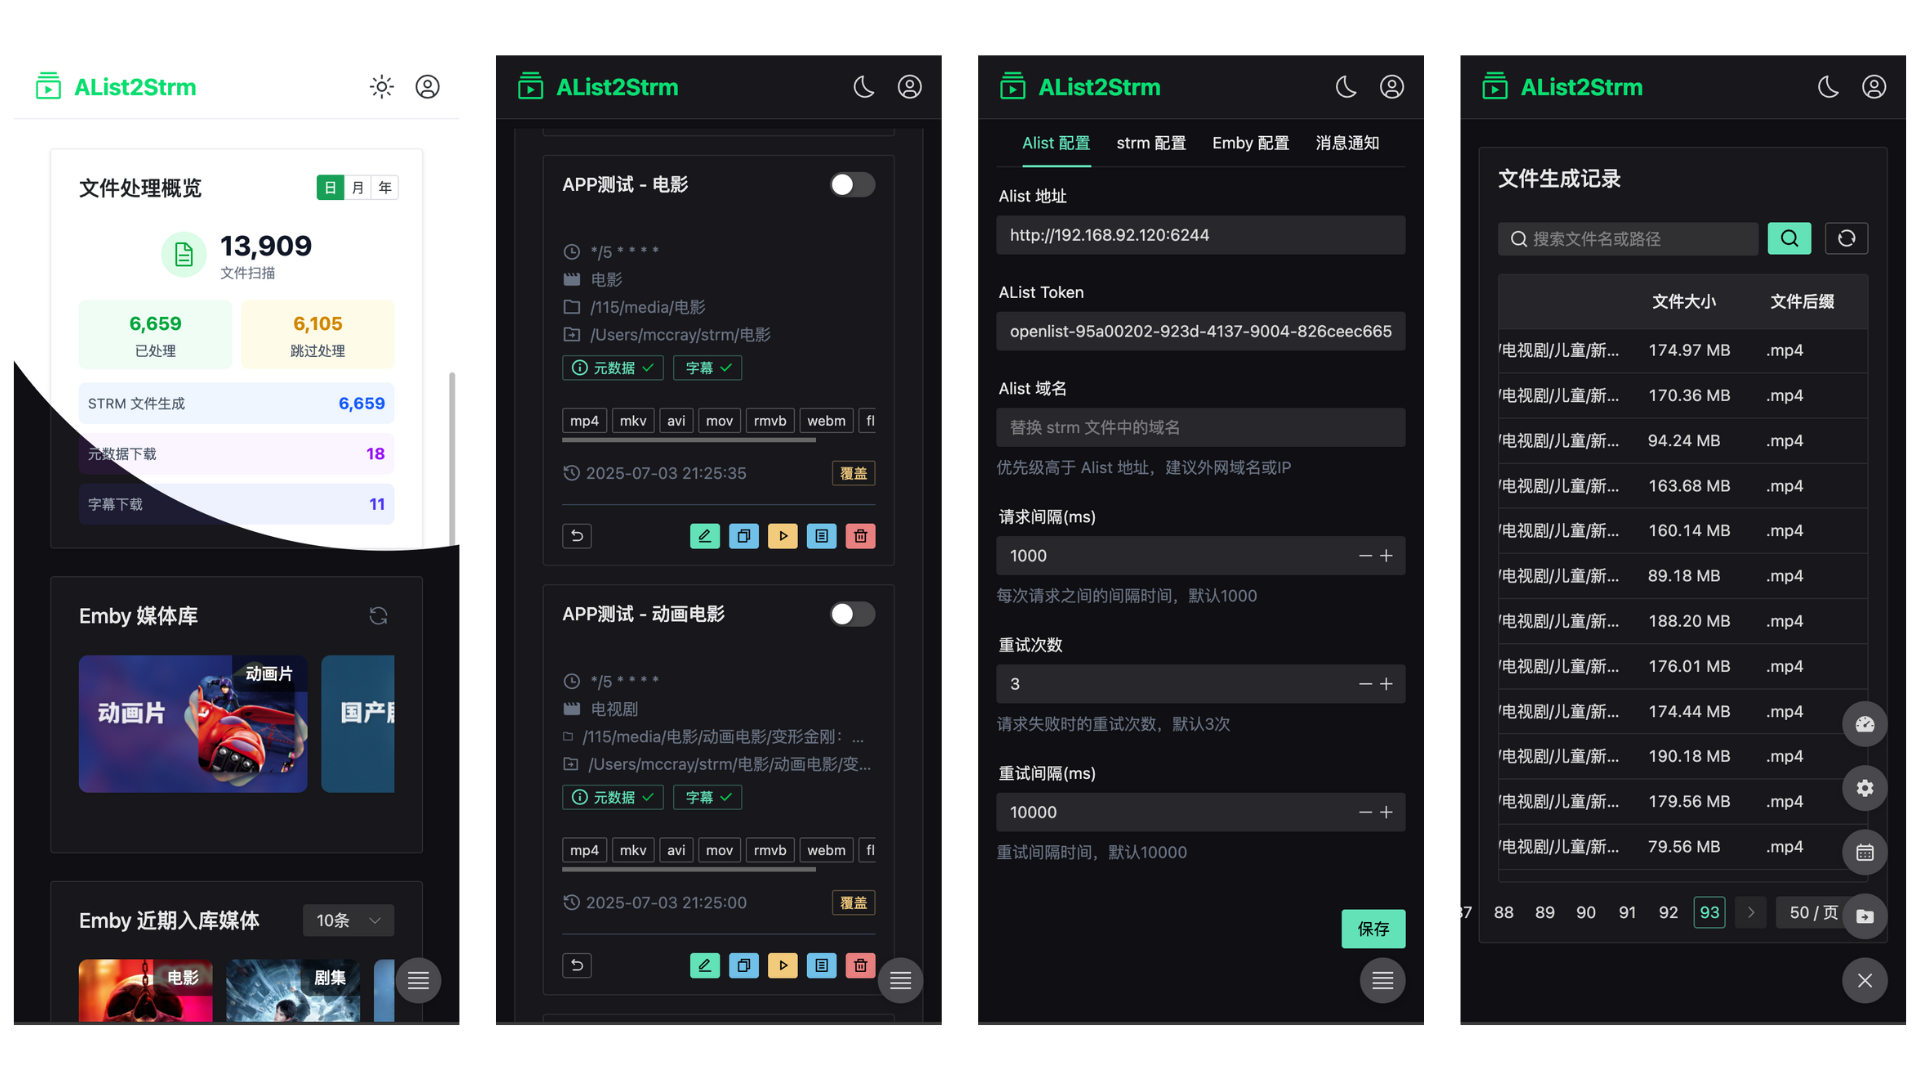 AList2Strm
文件处理概览
日 月 年
13,909
文件扫描
6,659
已处理
6,105
跳过处理
STRM 文件生成 6,659
元数据下载 18
字幕下载 11
Emby 媒体库
动画片
动画片
国产
Emby 近期入库媒体
10条
电影
剧集
AList2Strm
APP测试 - 电影
*/5 * * * *
电影
/115/media/电影
/Users/mccray/strm/电影
元数据 字幕
mp4 mkv avi mov rmvb webm fl
2025-07-03 21:25:35 覆盖
APP测试 - 动画电影
*/5 * * * *
电视剧
/115/media/电影/动画电影/变形金刚：...
/Users/mccray/strm/电影/动画电影/变...
元数据 字幕
mp4 mkv avi mov rmvb webm fl
2025-07-03 21:25:00 覆盖
AList2Strm
Alist 配置 strm 配置 Emby 配置 消息通知
Alist 地址
http://192.168.92.120:6244
AList Token
openlist-95a00202-923d-4137-9004-826ceec665
Alist 域名
替换 strm 文件中的域名
优先级高于 Alist 地址，建议外网域名或IP
请求间隔(ms)
1000
每次请求之间的间隔时间，默认1000
重试次数
3
请求失败时的重试次数，默认3次
重试间隔(ms)
10000
重试间隔时间，默认10000
保存
AList2Strm
文件生成记录
搜索文件名或路径
文件大小 文件后缀
/电视剧/儿童/新... 174.97 MB .mp4
/电视剧/儿童/新... 170.36 MB .mp4
/电视剧/儿童/新... 94.24 MB .mp4
/电视剧/儿童/新... 163.68 MB .mp4
/电视剧/儿童/新... 160.14 MB .mp4
/电视剧/儿童/新... 89.18 MB .mp4
/电视剧/儿童/新... 188.20 MB .mp4
/电视剧/儿童/新... 176.01 MB .mp4
/电视剧/儿童/新... 174.44 MB .mp4
/电视剧/儿童/新... 190.18 MB .mp4
/电视剧/儿童/新... 179.56 MB .mp4
/电视剧/儿童/新... 79.56 MB .mp4
88 89 90 91 92 93 50 / 页